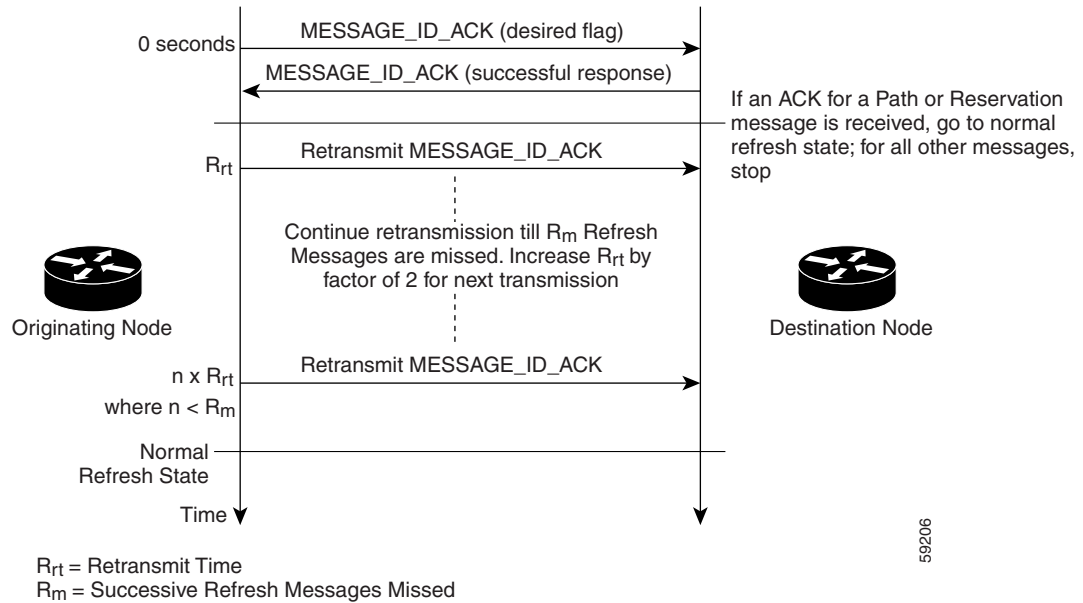 0 seconds
MESSAGE_ID_ACK (desired flag)
MESSAGE_ID_ACK (successful response)
If an ACK for a Path or Reservation
message is received, go to normal
refresh state; for all other messages,
stop
Rrt
Retransmit MESSAGE_ID_ACK
Continue retransmission till Rm Refresh
Messages are missed. Increase Rrt by
factor of 2 for next transmission
Originating Node
Destination Node
n x Rrt
Retransmit MESSAGE_ID_ACK
where n < Rm
Normal
Refresh State
Time
59206
Rrt = Retransmit Time
Rm = Successive Refresh Messages Missed